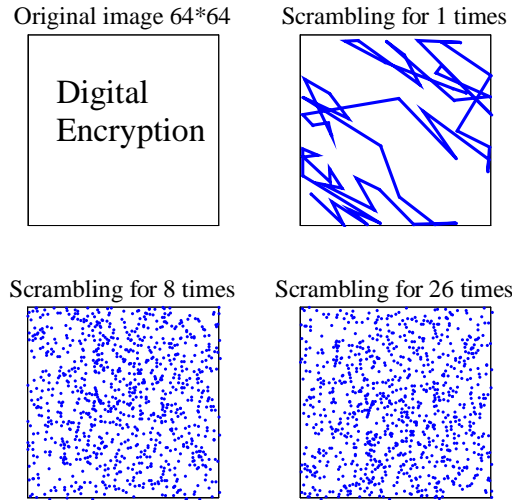 Original image 64*64
Scrambling for 1 times
Digital
Encryption
Scrambling for 8 times
Scrambling for 26 times